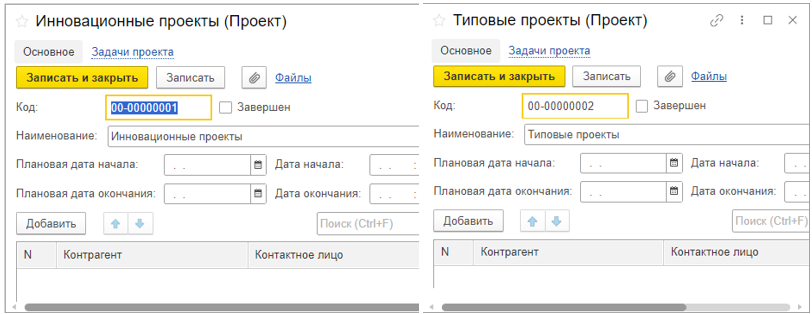 Инновационные проекты (Проект)
Основное Задачи проекта
Записать и закрыть Записать Файлы
Код: 00-00000001 Завершен
Наименование: Инновационные проекты
Плановая дата начала: . . Дата начала: . . :
Плановая дата окончания: . . Дата окончания: . . :
Добавить Поиск (Ctrl+F)
N Контрагент Контактное лицо
Типовые проекты (Проект)
Основное Задачи проекта
Записать и закрыть Записать Файлы
Код: 00-00000002 Завершен
Наименование: Типовые проекты
Плановая дата начала: . . Дата начала: . .
Плановая дата окончания: . . Дата окончания: . .
Добавить Поиск (Ctrl+F)
N Контрагент Контактное лицо